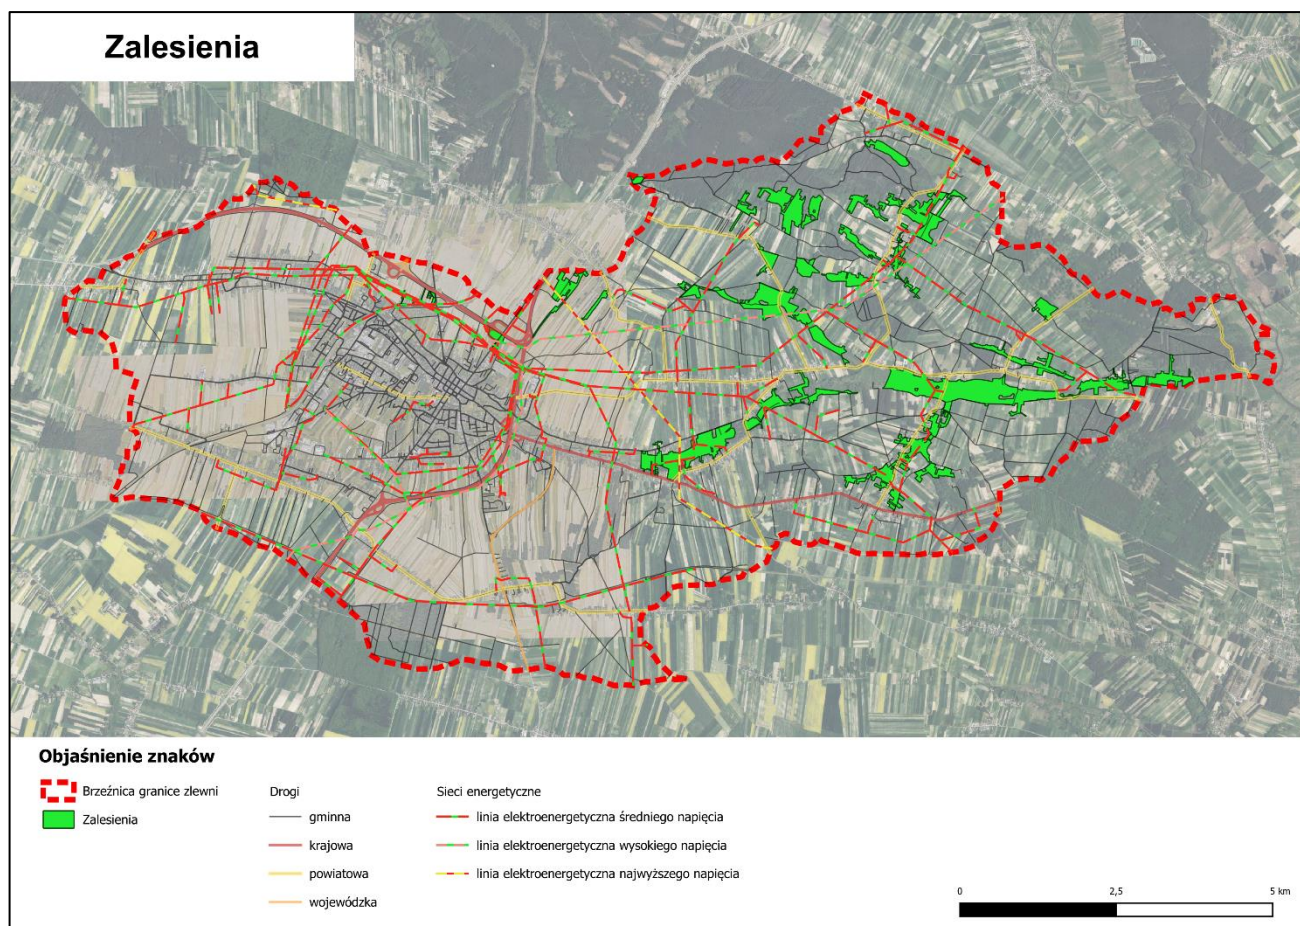 Zalesienia
Objaśnienie znaków
Brzeźnica granice zlewni
Zalesienia
Drogi
gminna
krajowa
powiatowa
wojewódzka
Sieci energetyczne
linia elektroenergetyczna średniego napięcia
linia elektroenergetyczna wysokiego napięcia
linia elektroenergetyczna najwyższego napięcia
0 2,5 5 km